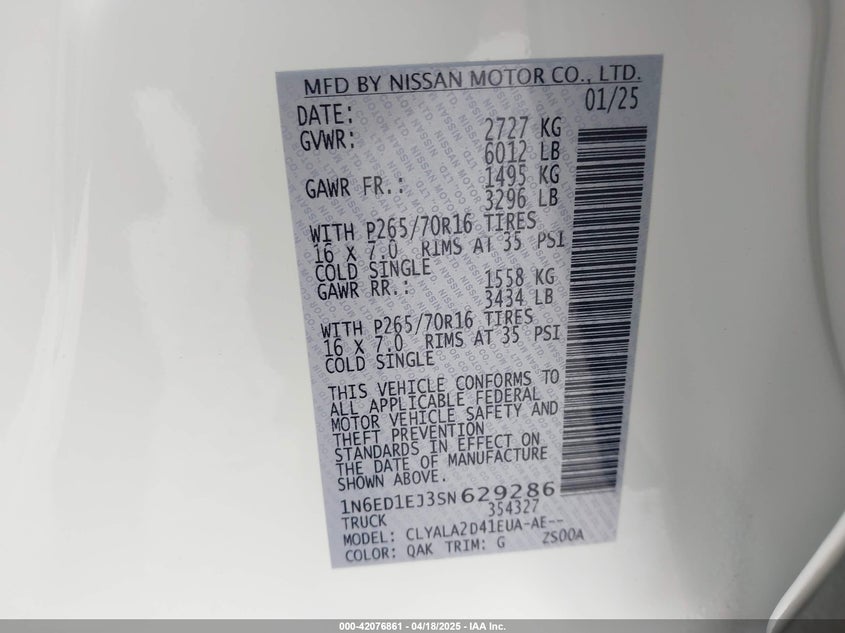 MFD BY NISSAN MOTOR CO., LTD.
DATE: 01/25
GVWR: 2727 KG
6012 LB
GAWR FR.: 1495 KG
3296 LB
WITH P265/70R16 TIRES
16 X 7.0 RIMS AT 35 PSI
COLD SINGLE
GAWR RR.: 1558 KG
3434 LB
WITH P265/70R16 TIRES
16 X 7.0 RIMS AT 35 PSI
COLD SINGLE
THIS VEHICLE CONFORMS TO
ALL APPLICABLE FEDERAL
MOTOR VEHICLE SAFETY AND
THEFT PREVENTION
STANDARDS IN EFFECT ON
THE DATE OF MANUFACTURE
SHOWN ABOVE.
1N6ED1EJ3SN629286
TRUCK 354327
MODEL: CLYALA2D41EUA-AE--
COLOR: QAK TRIM: G ZS00A
000-42076861 - 04/18/2025 - IAA Inc.